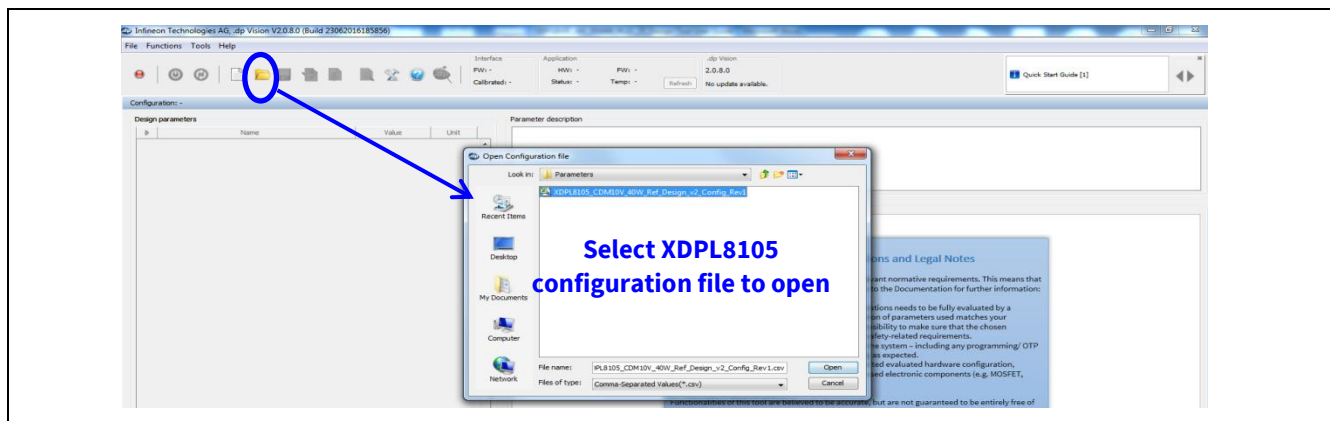 Infineon Technologies AG, .dp Vision V2.0.8.0 (Build 23062016185856)
File Functions Tools Help
Interface
FW: -
Calibrated: -
Application
HW: - FW: -
Status: - Temp: -
Refresh
.dp Vision
2.0.8.0
No update available.
Quick Start Guide [1]
Configuration: -
Design parameters
Name Value Unit
Parameter description
Open Configuration file
Look in: Parameters
XDPL8105_CDM10V_40W_Ref_Design_v2_Config_Rev1
Recent Items
Desktop
My Documents
Computer
Network
Select XDPL8105
configuration file to open
File name: IPL8105_CDM10V_40W_Ref_Design_v2_Config_Rev1.csv Open
Files of type: Comma-Separated Values(*.csv) Cancel
ons and Legal Notes
vant normative requirements. This means that
to the Documentation for further information:
ations needs to be fully evaluated by a
on of parameters used matches your
sibility to make sure that the chosen
afety-related requirements.
he system – including any programming/ OTP
as expected.
ted evaluated hardware configuration,
sed electronic components (e.g. MOSFET,
Functionalities of this tool are believed to be accurate, but are not guaranteed to be entirely free of